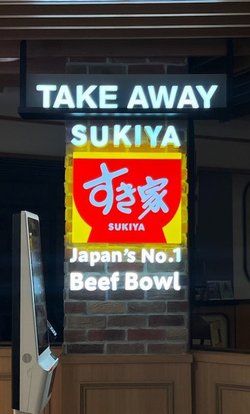 TAKE AWAY
SUKIYA
すき家
SUKIYA
Japan's No.1
Beef Bowl